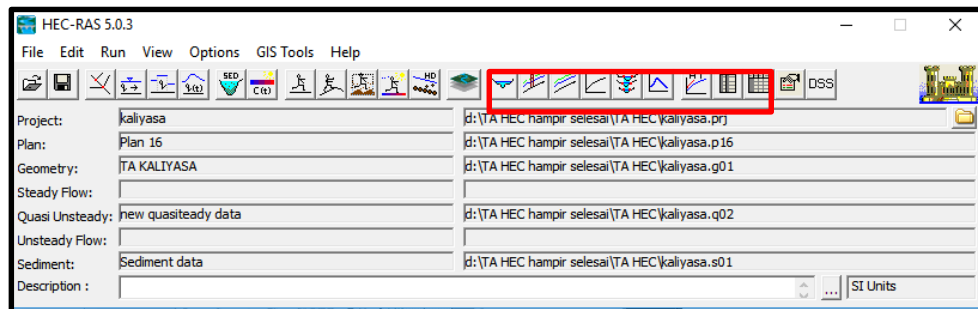 HEC-RAS 5.0.3
File Edit Run View Options GIS Tools Help
SED C(t) HD DSS
Project: kaliyasa d:\TA HEC hampir selesai\TA HEC\kaliyasa.prj
Plan: Plan 16 d:\TA HEC hampir selesai\TA HEC\kaliyasa.p16
Geometry: TA KALIYASA d:\TA HEC hampir selesai\TA HEC\kaliyasa.g01
Steady Flow:
Quasi Unsteady: new quasiteady data d:\TA HEC hampir selesai\TA HEC\kaliyasa.q02
Unsteady Flow:
Sediment: Sediment data d:\TA HEC hampir selesai\TA HEC\kaliyasa.s01
Description : ... SI Units